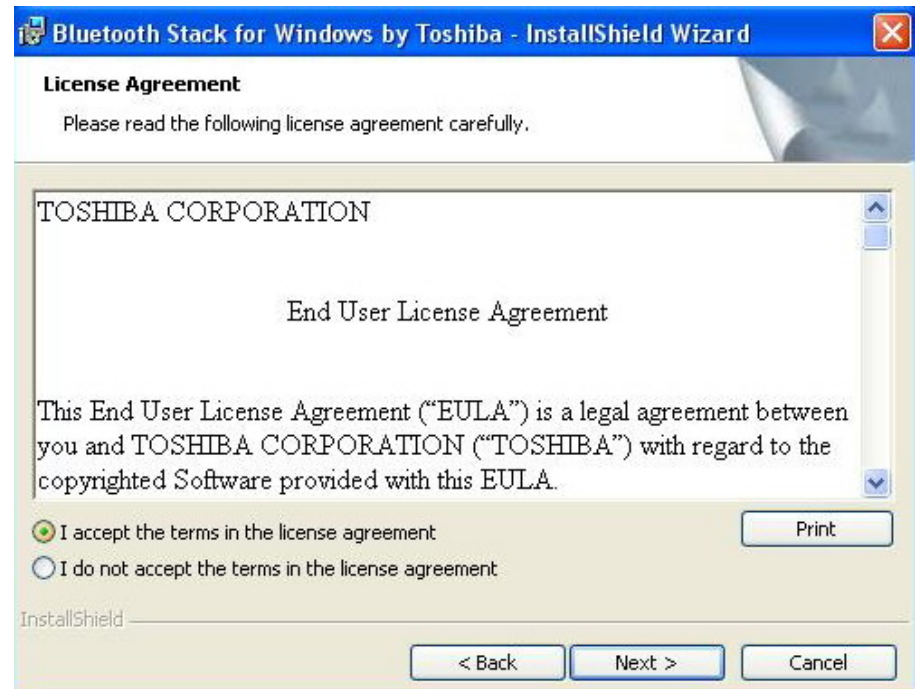 Bluetooth Stack for Windows by Toshiba - InstallShield Wizard
License Agreement
Please read the following license agreement carefully.
TOSHIBA CORPORATION
End User License Agreement
This End User License Agreement (“EULA”) is a legal agreement between
you and TOSHIBA CORPORATION (“TOSHIBA”) with regard to the
copyrighted Software provided with this EULA.
I accept the terms in the license agreement
Print
I do not accept the terms in the license agreement
InstallShield
< Back Next > Cancel